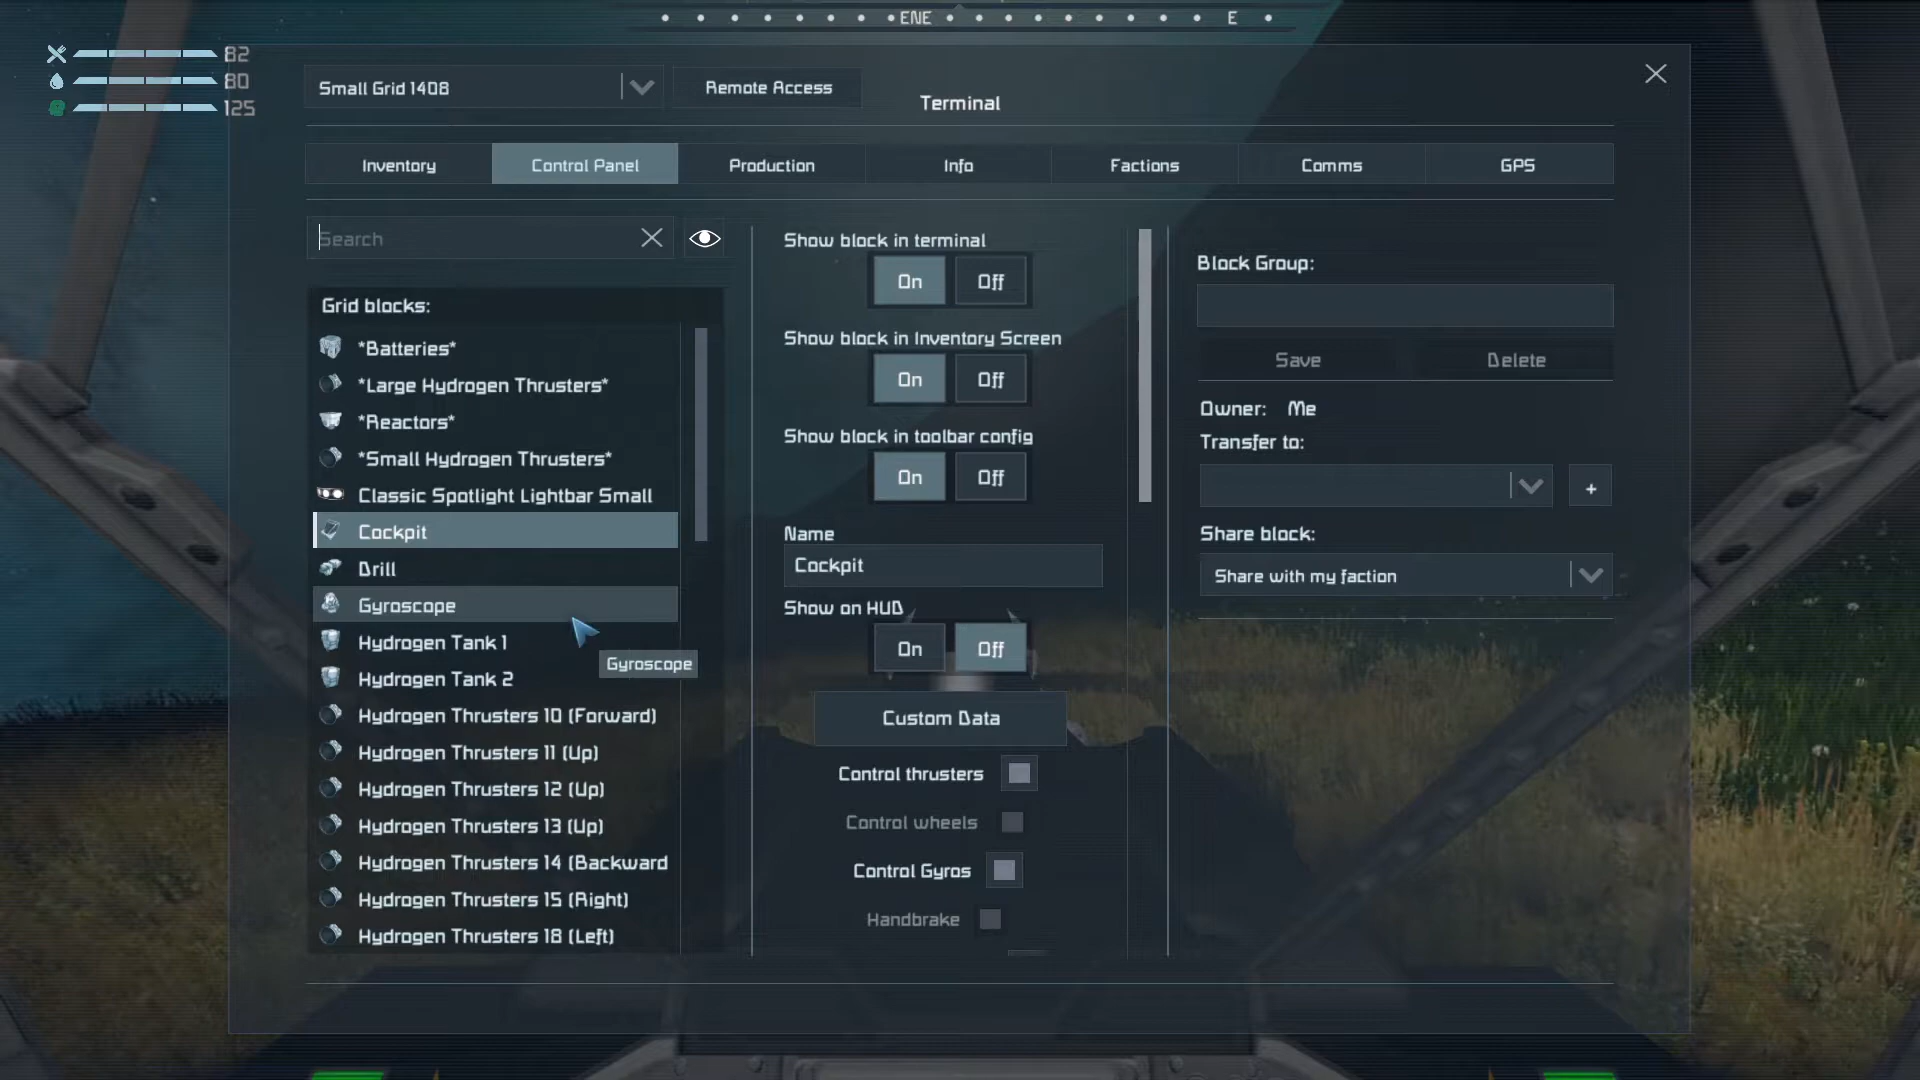 ENE
E
82
80
125
Small Grid 1408
Remote Access
Terminal
Inventory
Control Panel
Production
Info
Factions
Comms
GPS
Search
Grid blocks:
*Batteries*
*Large Hydrogen Thrusters*
*Reactors*
*Small Hydrogen Thrusters*
Classic Spotlight Lightbar Small
Cockpit
Drill
Gyroscope
Hydrogen Tank 1
Gyroscope
Hydrogen Tank 2
Hydrogen Thrusters 10 (Forward)
Hydrogen Thrusters 11 (Up)
Hydrogen Thrusters 12 (Up)
Hydrogen Thrusters 13 (Up)
Hydrogen Thrusters 14 (Backward
Hydrogen Thrusters 15 (Right)
Hydrogen Thrusters 18 (Left)
Show block in terminal
On
Off
Show block in Inventory Screen
On
Off
Show block in toolbar config
On
Off
Name
Cockpit
Show on HUD
On
Off
Custom Data
Control thrusters
Control wheels
Control Gyros
Handbrake
Block Group:
Save
Delete
Owner: Me
Transfer to:
+
Share block:
Share with my faction